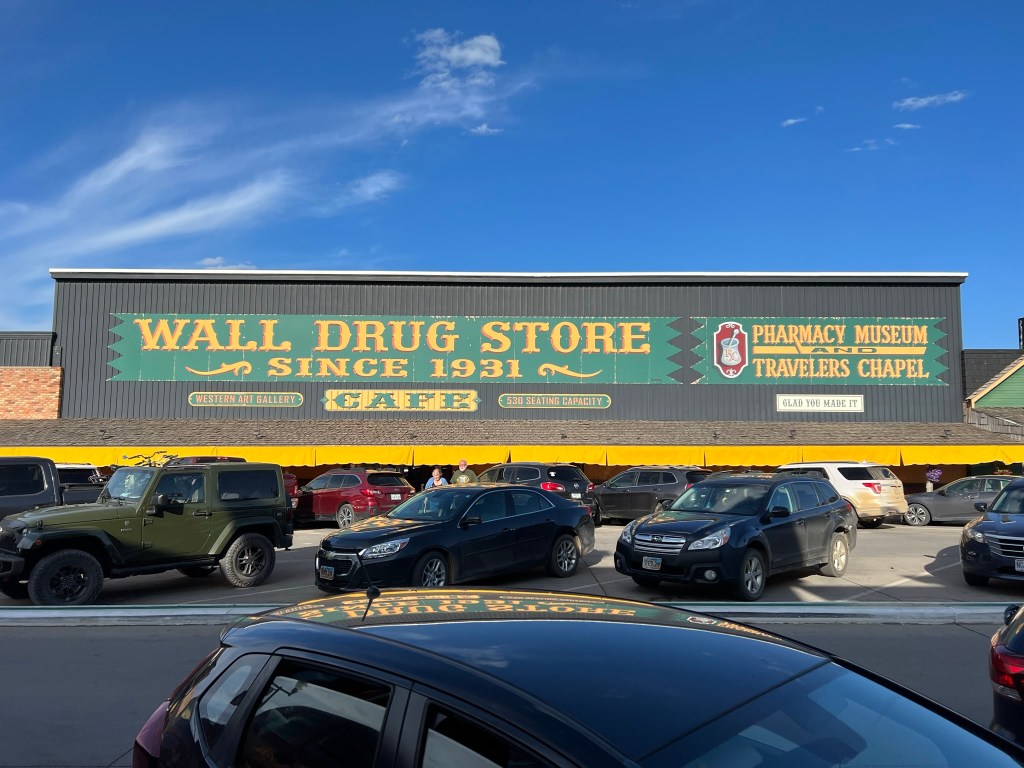 WALL DRUG STORE
SINCE 1931
PHARMACY MUSEUM
AND
TRAVELERS CHAPEL
WESTERN ART GALLERY
CAFE
530 SEATING CAPACITY
GLAD YOU MADE IT